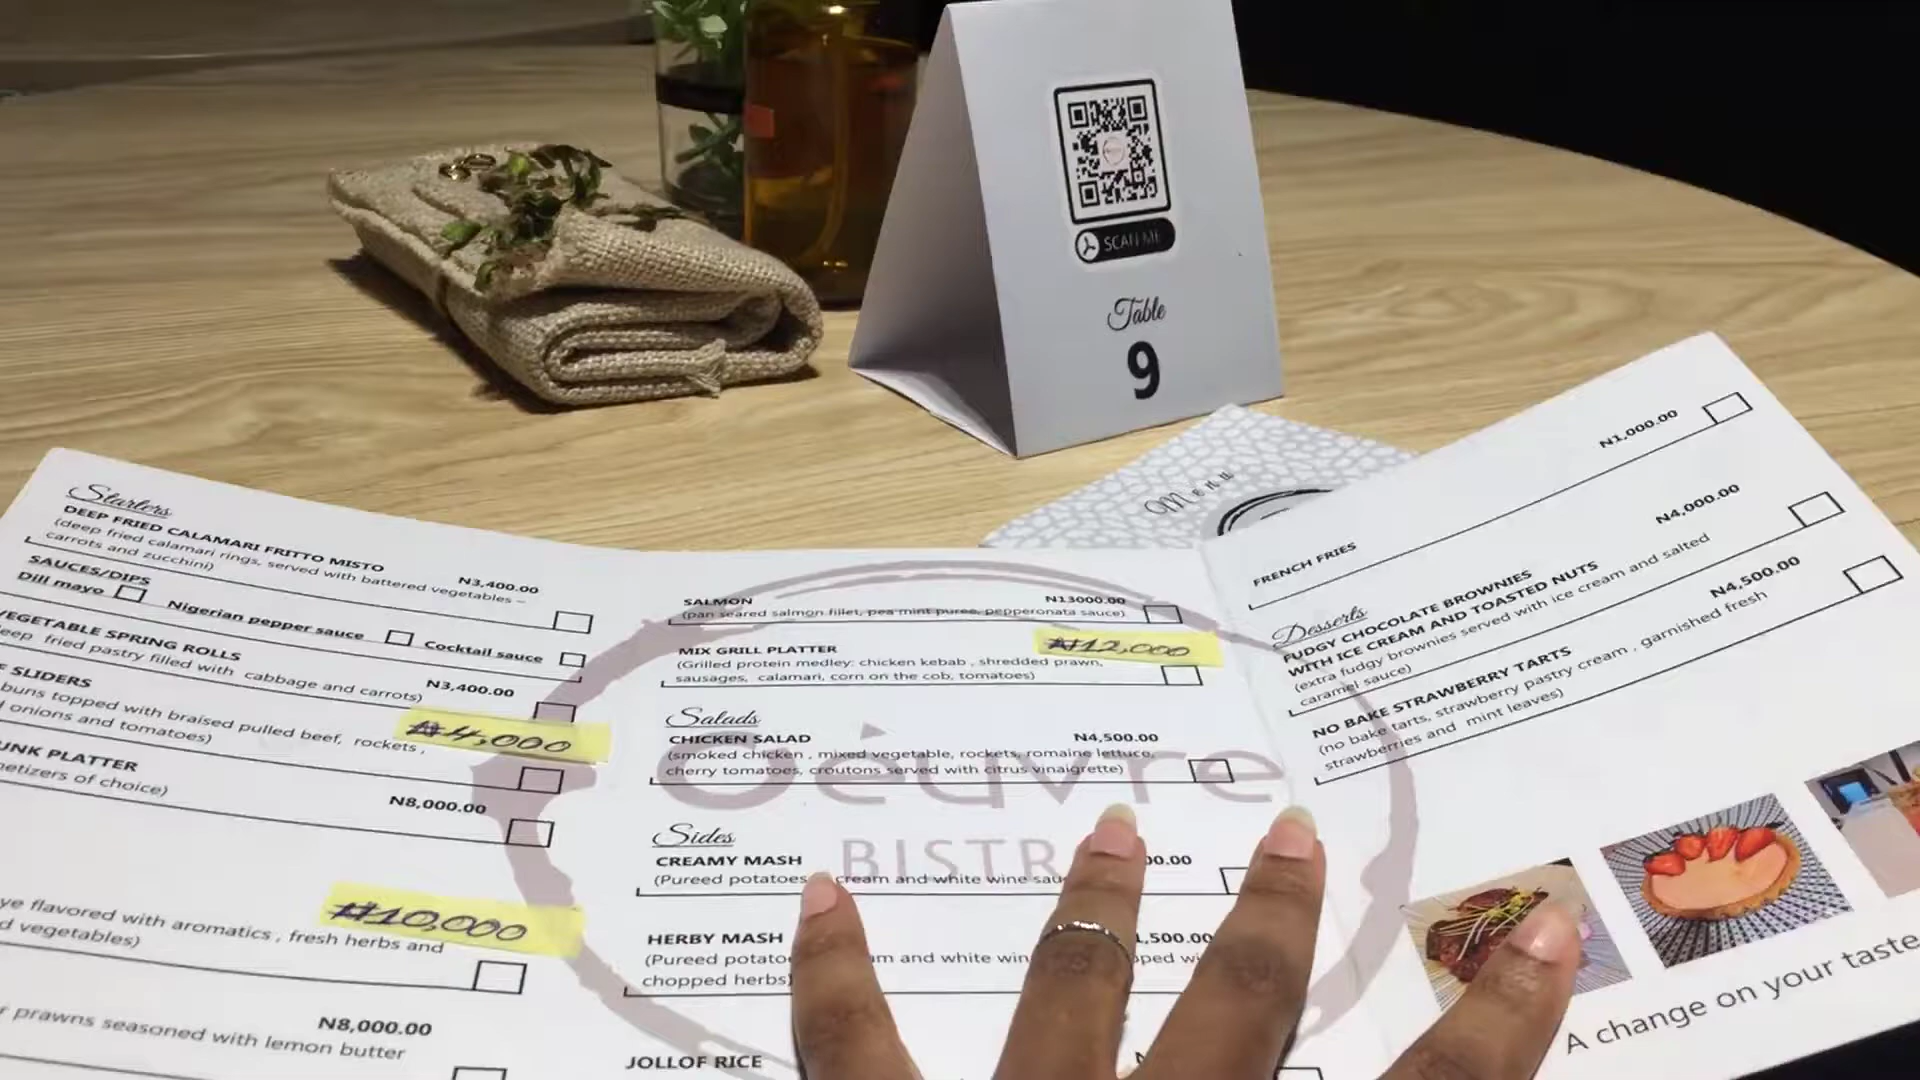 SCAN ME
Table
9
Menu
Starters
DEEP FRIED CALAMARI FRITTO MISTO
N3,400.00
(deep fried calamari rings, served with battered vegetables –
carrots and zucchini)
SAUCES/DIPS
Dill mayo Nigerian pepper sauce Cocktail sauce
VEGETABLE SPRING ROLLS
fried pastry filled with cabbage and carrots)
N3,400.00
SLIDERS
buns topped with braised pulled beef, rockets ,
onions and tomatoes)
₦4,000
PLATTER
of choice)
N8,000.00
₦10,000
flavored with aromatics , fresh herbs and
vegetables)
N8,000.00
prawns seasoned with lemon butter
SALMON N13000.00
(pan seared salmon fillet, pea mint puree, pepperonata sauce)
₦12,000
MIX GRILL PLATTER
(Grilled protein medley: chicken kebab , shredded prawn,
sausages, calamari, corn on the cob, tomatoes)
Salads
CHICKEN SALAD N4,500.00
(smoked chicken , mixed vegetable, rockets, romaine lettuce,
cherry tomatoes, croutons served with citrus vinaigrette)
Oèuvre
Sides
CREAMY MASH
(Pureed potatoes cream and white wine
HERBY MASH 1,500.00
(Pureed and white
chopped herbs)
JOLLOF RICE
N1,000.00
FRENCH FRIES
Desserts
N4,000.00
FUDGY CHOCOLATE BROWNIES
WITH ICE CREAM AND TOASTED NUTS
(extra fudgy brownies served with ice cream and salted
caramel sauce)
N4,500.00
NO BAKE STRAWBERRY TARTS
(no bake tarts, strawberry pastry cream , garnished fresh
strawberries and mint leaves)
A change on your taste